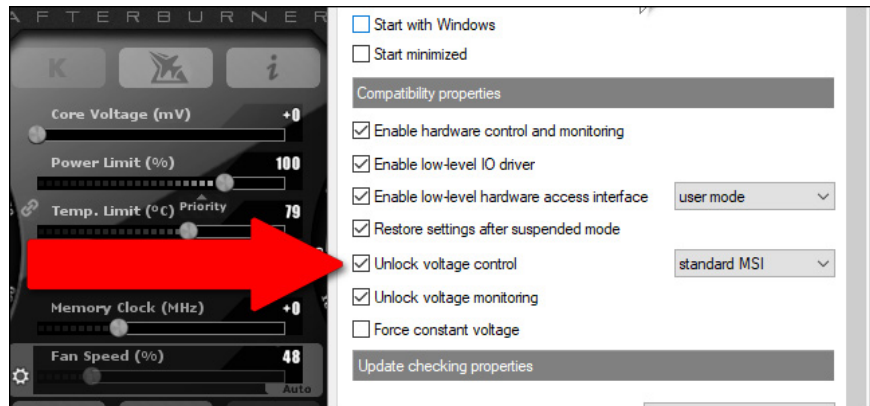 AFTERBURNER
K
i
Core Voltage (mV) +0
Power Limit (%) 100
Temp. Limit (°C) Priority 79
Memory Clock (MHz) +0
Fan Speed (%) 48
Auto
Start with Windows
Start minimized
Compatibility properties
Enable hardware control and monitoring
Enable low-level IO driver
Enable low-level hardware access interface user mode
Restore settings after suspended mode
Unlock voltage control standard MSI
Unlock voltage monitoring
Force constant voltage
Update checking properties